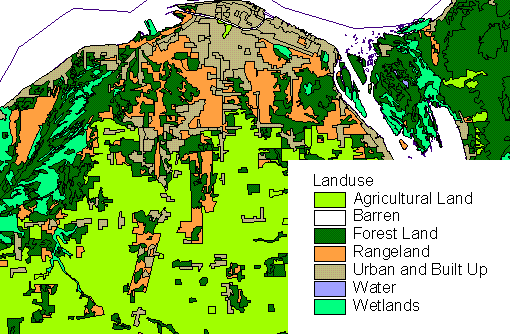 Landuse
Agricultural Land
Barren
Forest Land
Rangeland
Urban and Built Up
Water
Wetlands